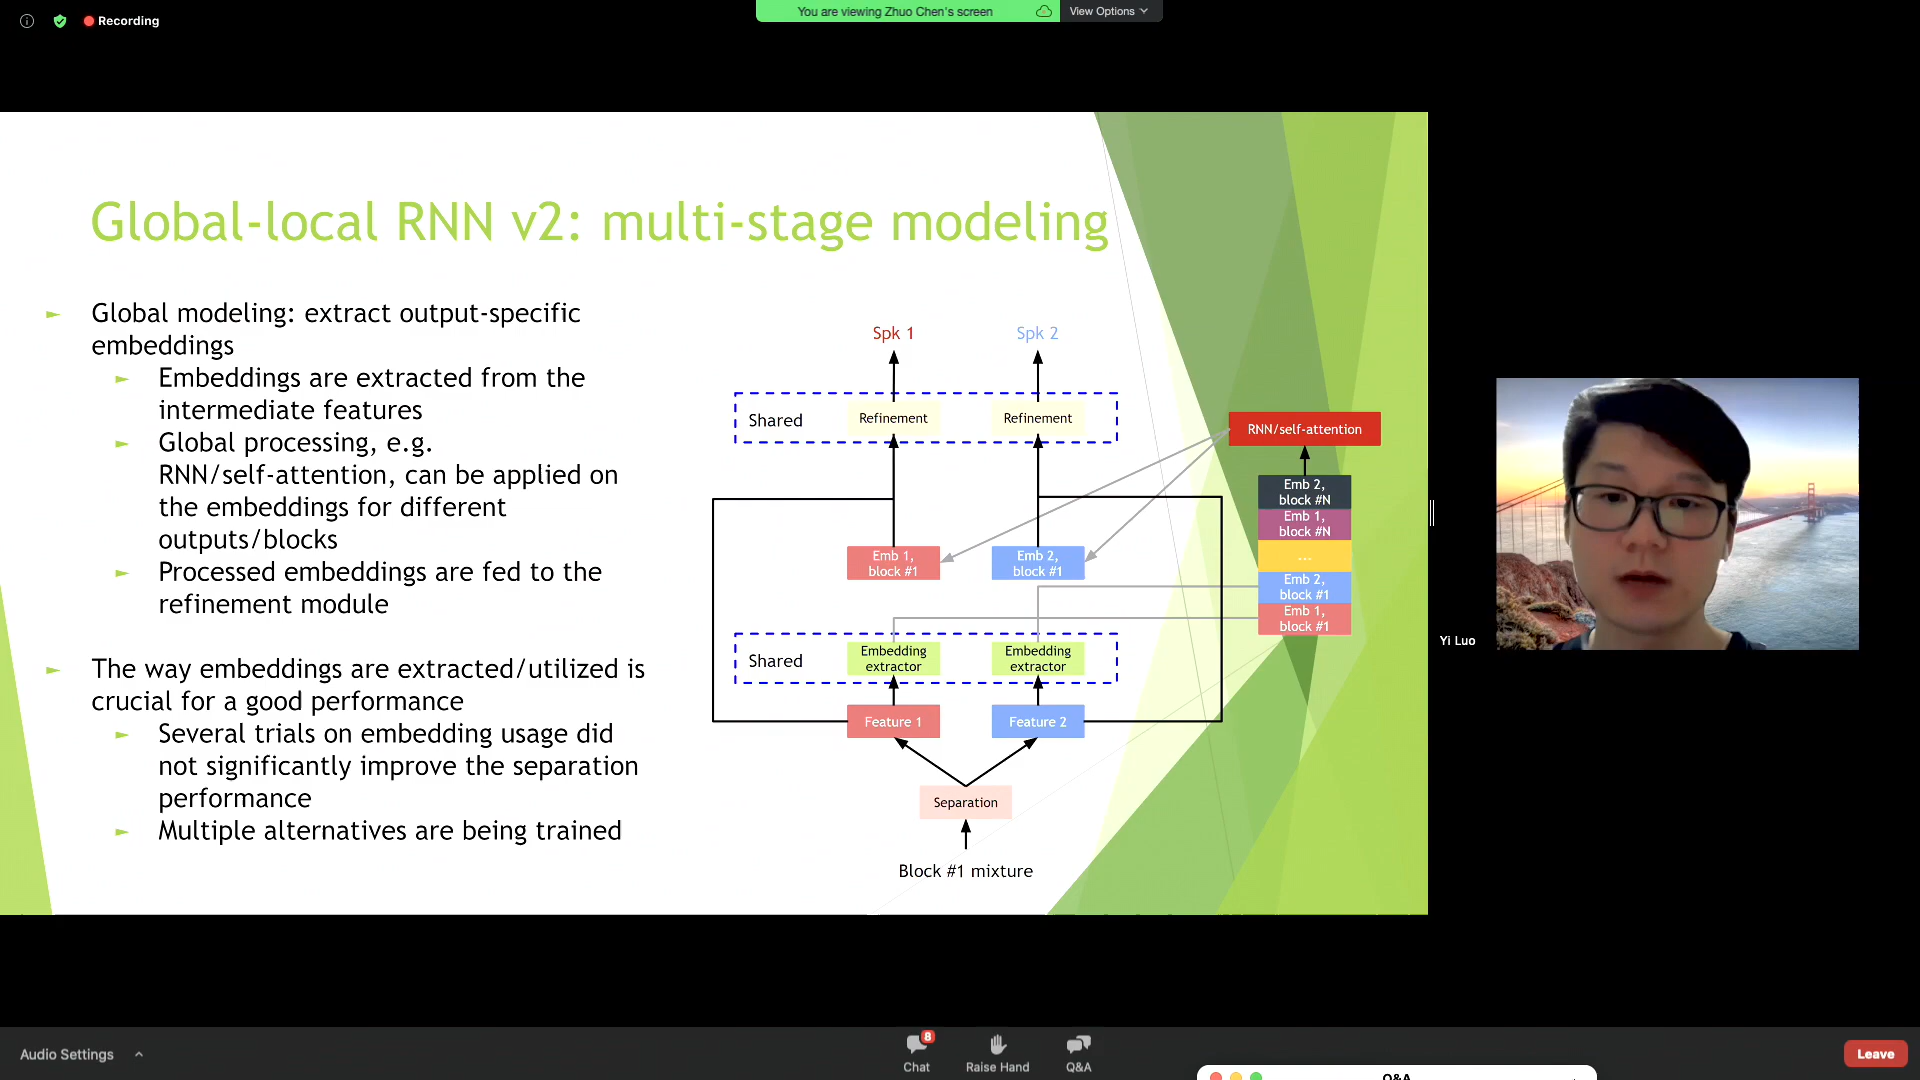 Recording
You are viewing Zhuo Chen's screen
View Options
Global-local RNN v2: multi-stage modeling
Global modeling: extract output-specific
embeddings
Embeddings are extracted from the
intermediate features
Global processing, e.g.
RNN/self-attention, can be applied on
the embeddings for different
outputs/blocks
Processed embeddings are fed to the
refinement module
The way embeddings are extracted/utilized is
crucial for a good performance
Several trials on embedding usage did
not significantly improve the separation
performance
Multiple alternatives are being trained
Spk 1
Spk 2
Shared
Refinement
Refinement
RNN/self-attention
Emb 2,
block #N
Emb 1,
block #N
...
Emb 2,
block #1
Emb 1,
block #1
Emb 1,
block #1
Emb 2,
block #1
Shared
Embedding
extractor
Embedding
extractor
Feature 1
Feature 2
Separation
Block #1 mixture
Yi Luo
Audio Settings
8
Chat
Raise Hand
Q&A
Leave
Q&A